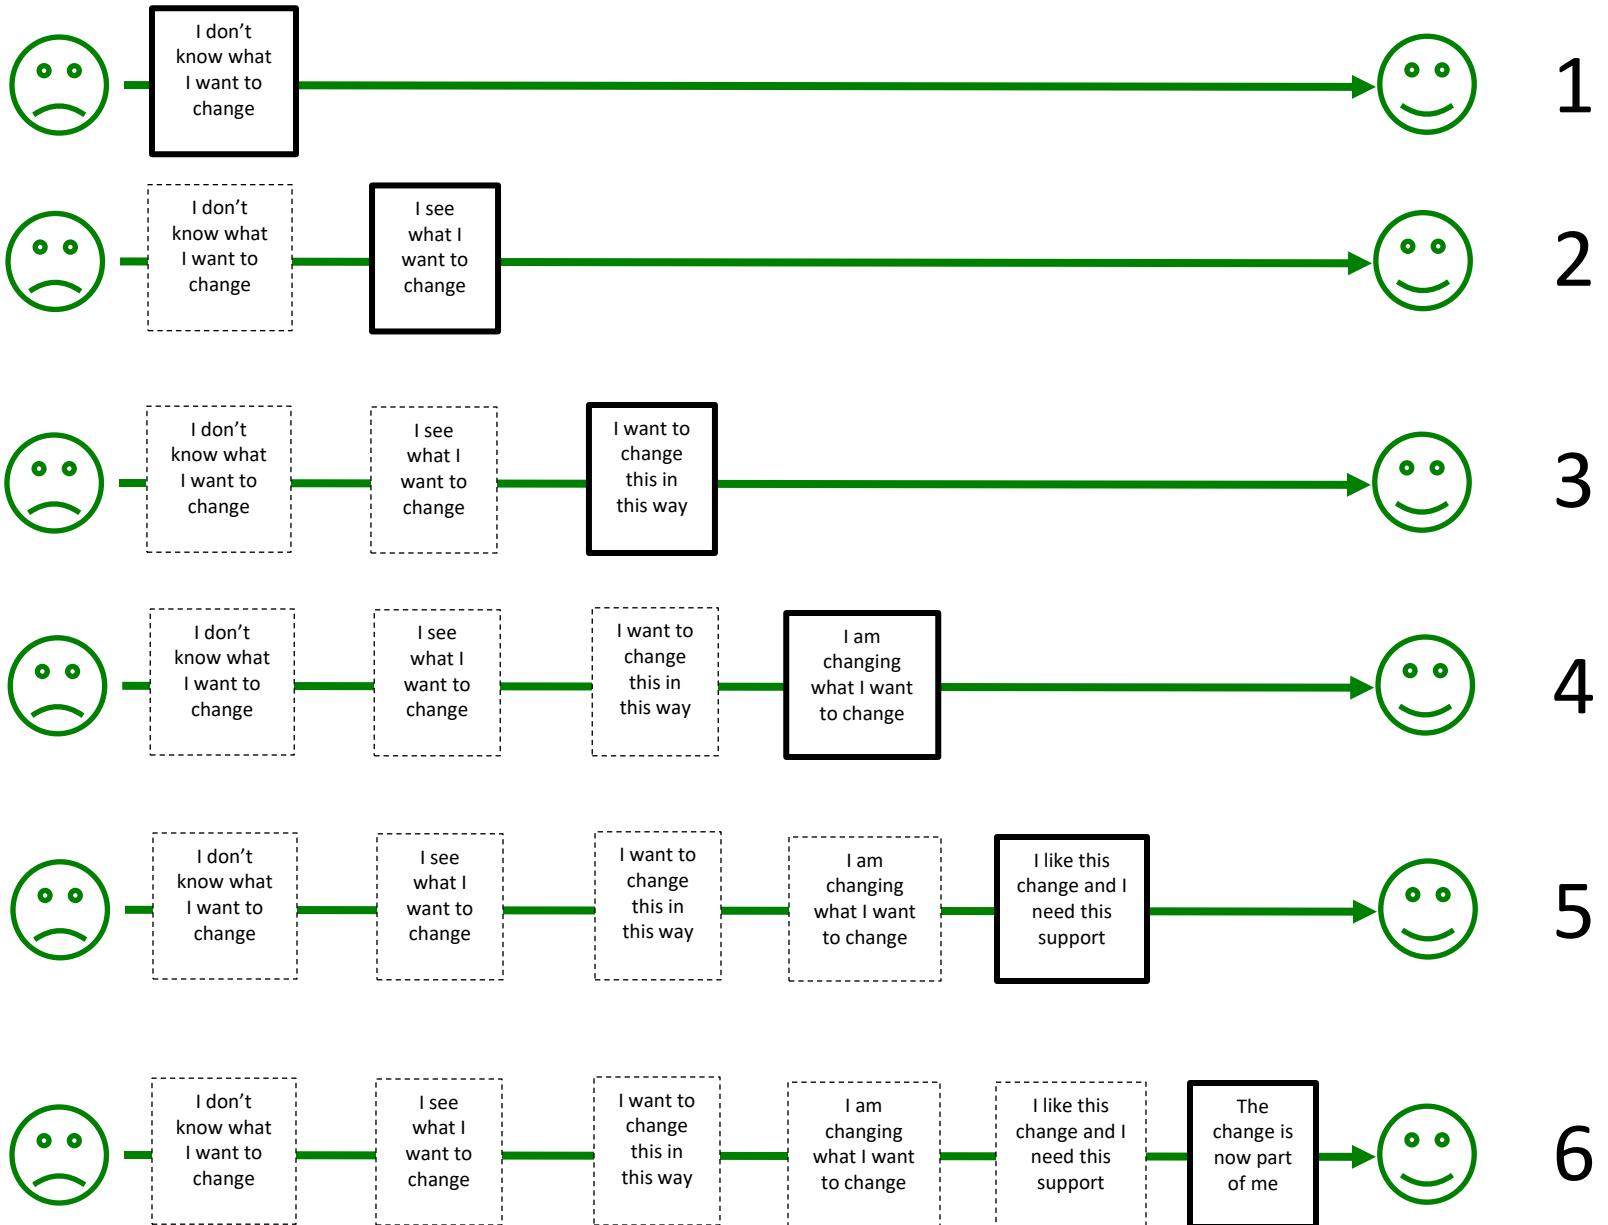 I don’t
know what
I want to
change
1
I don’t
know what
I want to
change
I see
what I
want to
change
2
I don’t
know what
I want to
change
I see
what I
want to
change
I want to
change
this in
this way
3
I don’t
know what
I want to
change
I see
what I
want to
change
I want to
change
this in
this way
I am
changing
what I want
to change
4
I don’t
know what
I want to
change
I see
what I
want to
change
I want to
change
this in
this way
I am
changing
what I want
to change
I like this
change and I
need this
support
5
I don’t
know what
I want to
change
I see
what I
want to
change
I want to
change
this in
this way
I am
changing
what I want
to change
I like this
change and I
need this
support
The
change is
now part
of me
6